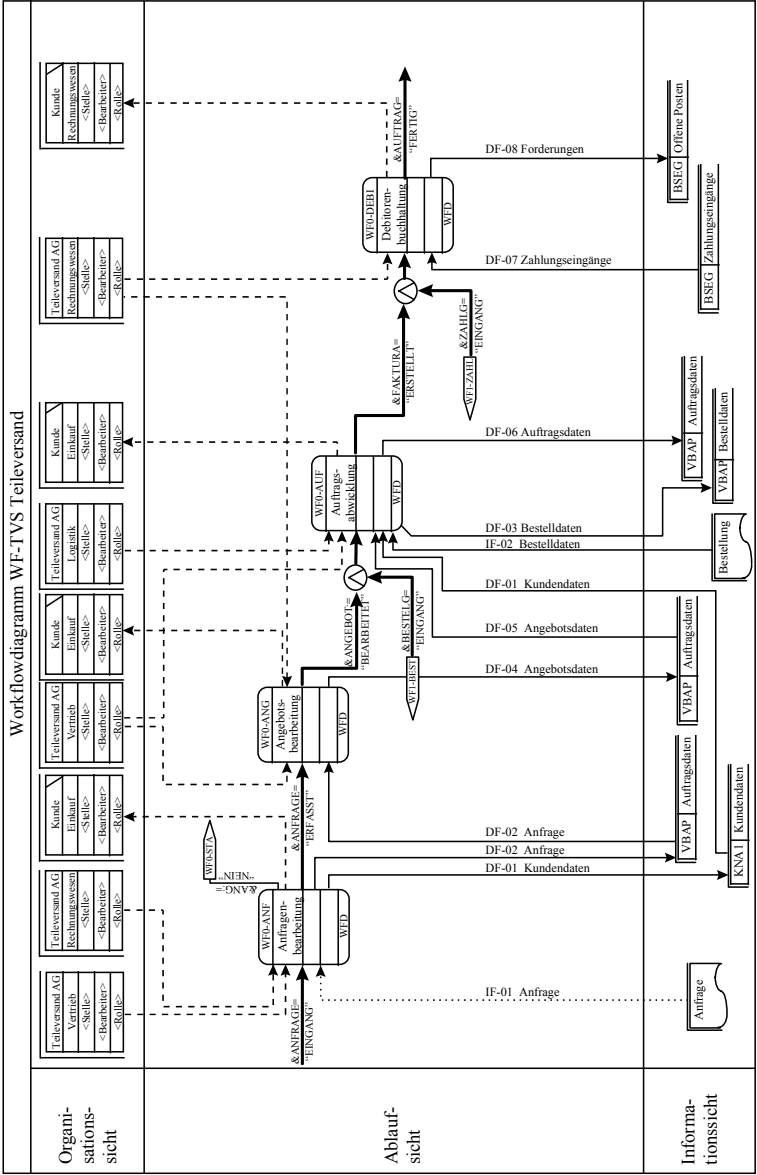 Workflowdiagramm WF-TVS Teileversand
Organi-
sations-
sicht
Teileversand AG
Vertrieb
<Stelle>
<Bearbeiter>
<Rolle>
Teileversand AG
Rechnungswesen
<Stelle>
<Bearbeiter>
<Rolle>
Kunde
Einkauf
<Stelle>
<Bearbeiter>
<Rolle>
Teileversand AG
Vertrieb
<Stelle>
<Bearbeiter>
<Rolle>
Kunde
Einkauf
<Stelle>
<Bearbeiter>
<Rolle>
Teileversand AG
Logistik
<Stelle>
<Bearbeiter>
<Rolle>
Kunde
Einkauf
<Stelle>
<Bearbeiter>
<Rolle>
Teileversand AG
Rechnungswesen
<Stelle>
<Bearbeiter>
<Rolle>
Kunde
Rechnungswesen
<Stelle>
<Bearbeiter>
<Rolle>
Ablauf-
sicht
&ANFRAGE=
"EINGANG"
WF0-ANF
Anfragen-
bearbeitung
WFD
&ANG:=
"NEIN"
WF0-STA
&ANFRAGE=
"ERFASST"
WF0-ANG
Angebots-
bearbeitung
WFD
&ANGEBOT:=
"BEARBEITET"
&BESTELG=
"EINGANG"
WF1-BEST
V
WF0-AUF
Auftrags-
abwicklung
WFD
&FAKTURA=
"ERSTELLT"
&ZAHLG=
"EINGANG"
WF1-ZAHL
V
WF0-DEBI
Debitoren-
buchhaltung
WFD
&AUFTRAG=
"FERTIG"
IF-01 Anfrage
DF-01 Kundendaten
DF-02 Anfrage
DF-02 Anfrage
DF-04 Angebotsdaten
DF-05 Angebotsdaten
DF-01 Kundendaten
IF-02 Bestelldaten
DF-03 Bestelldaten
DF-06 Auftragsdaten
DF-07 Zahlungseingänge
DF-08 Forderungen
Informa-
tionssicht
Anfrage
KNA1 Kundendaten
VBAP Auftragsdaten
VBAP Auftragsdaten
Bestellung
VBAP Bestelldaten
VBAP Auftragsdaten
BSEG Zahlungseingänge
BSEG Offene Posten